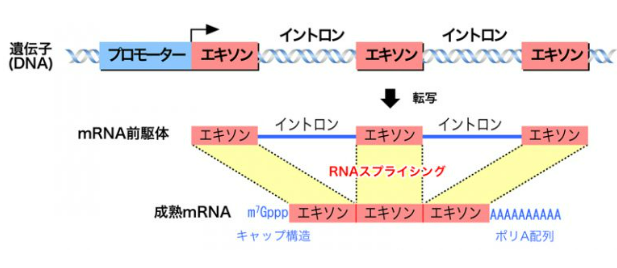 イントロン イントロン
遺伝子
(DNA)
プロモーター エキソン エキソン エキソン
転写
イントロン イントロン
mRNA前駆体 エキソン エキソン エキソン
RNAスプライシング
成熟mRNA m⁷Gppp エキソン エキソン エキソン AAAAAAAAAA
キャップ構造 ポリA配列